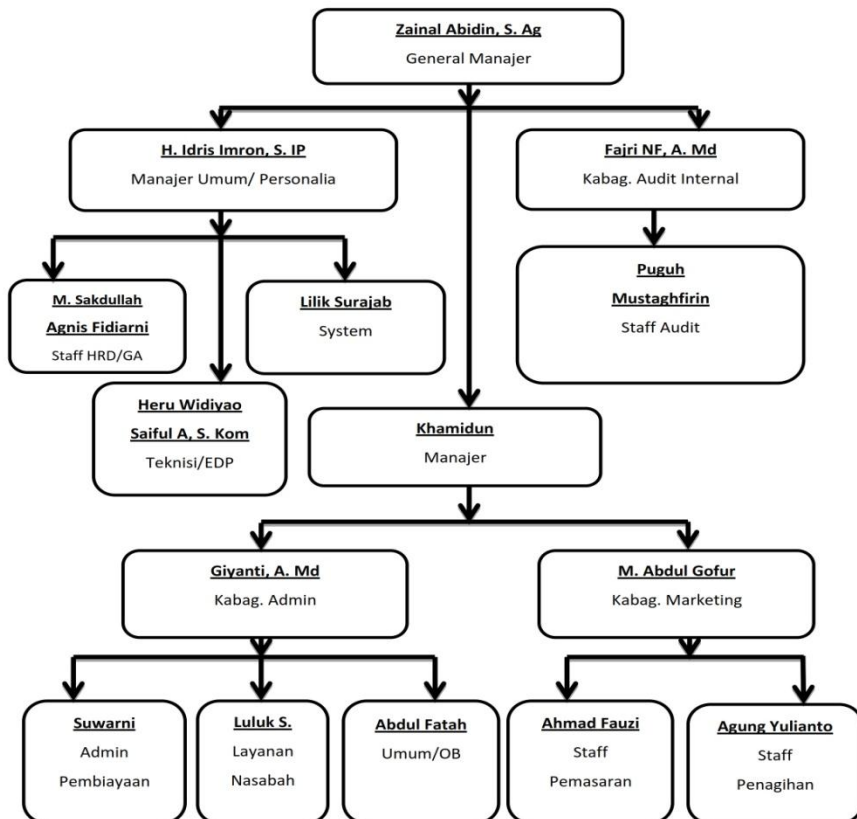 Zainal Abidin, S. Ag
General Manajer
H. Idris Imron, S. IP
Manajer Umum/ Personalia
Fajri NF, A. Md
Kabag. Audit Internal
M. Sakdullah
Agnis Fidiarni
Staff HRD/GA
Lilik Surajab
System
Puguh
Mustaghfirin
Staff Audit
Heru Widiyao
Saiful A, S. Kom
Teknisi/EDP
Khamidun
Manajer
Giyanti, A. Md
Kabag. Admin
M. Abdul Gofur
Kabag. Marketing
Suwarni
Admin
Pembiayaan
Luluk S.
Layanan
Nasabah
Abdul Fatah
Umum/OB
Ahmad Fauzi
Staff
Pemasaran
Agung Yulianto
Staff
Penagihan